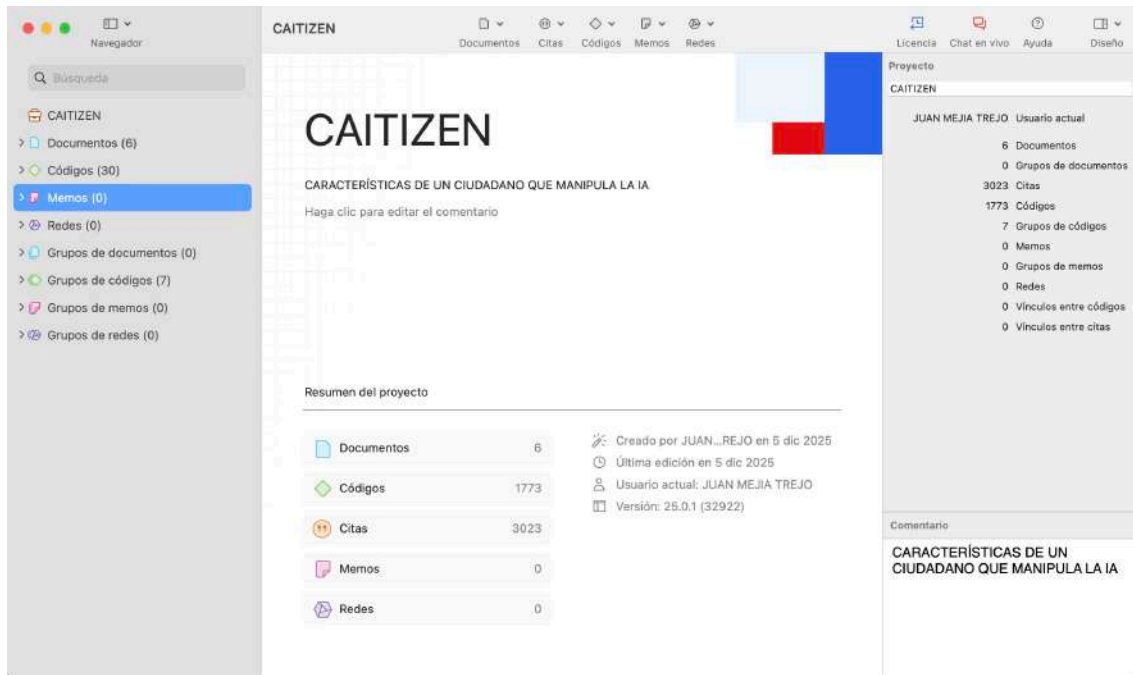 Navegador
Búsqueda
CAITIZEN
Documentos (6)
Códigos (30)
Memos (0)
Redes (0)
Grupos de documentos (0)
Grupos de códigos (7)
Grupos de memos (0)
Grupos de redes (0)
CAITIZEN
Documentos
Citas
Códigos
Memos
Redes
Licencia
Chat en vivo
Ayuda
Diseño
CAITIZEN
CARACTERÍSTICAS DE UN CIUDADANO QUE MANIPULA LA IA
Haga clic para editar el comentario
Resumen del proyecto
Documentos 6
Códigos 1773
Citas 3023
Memos 0
Redes 0
Creado por JUAN...REJO en 5 dic 2025
Última edición en 5 dic 2025
Usuario actual: JUAN MEJIA TREJO
Versión: 25.0.1 (32922)
Proyecto
CAITIZEN
JUAN MEJIA TREJO Usuario actual
6 Documentos
0 Grupos de documentos
3023 Citas
1773 Códigos
7 Grupos de códigos
0 Memos
0 Grupos de memos
0 Redes
0 Vínculos entre códigos
0 Vínculos entre citas
Comentario
CARACTERÍSTICAS DE UN
CIUDADANO QUE MANIPULA LA IA